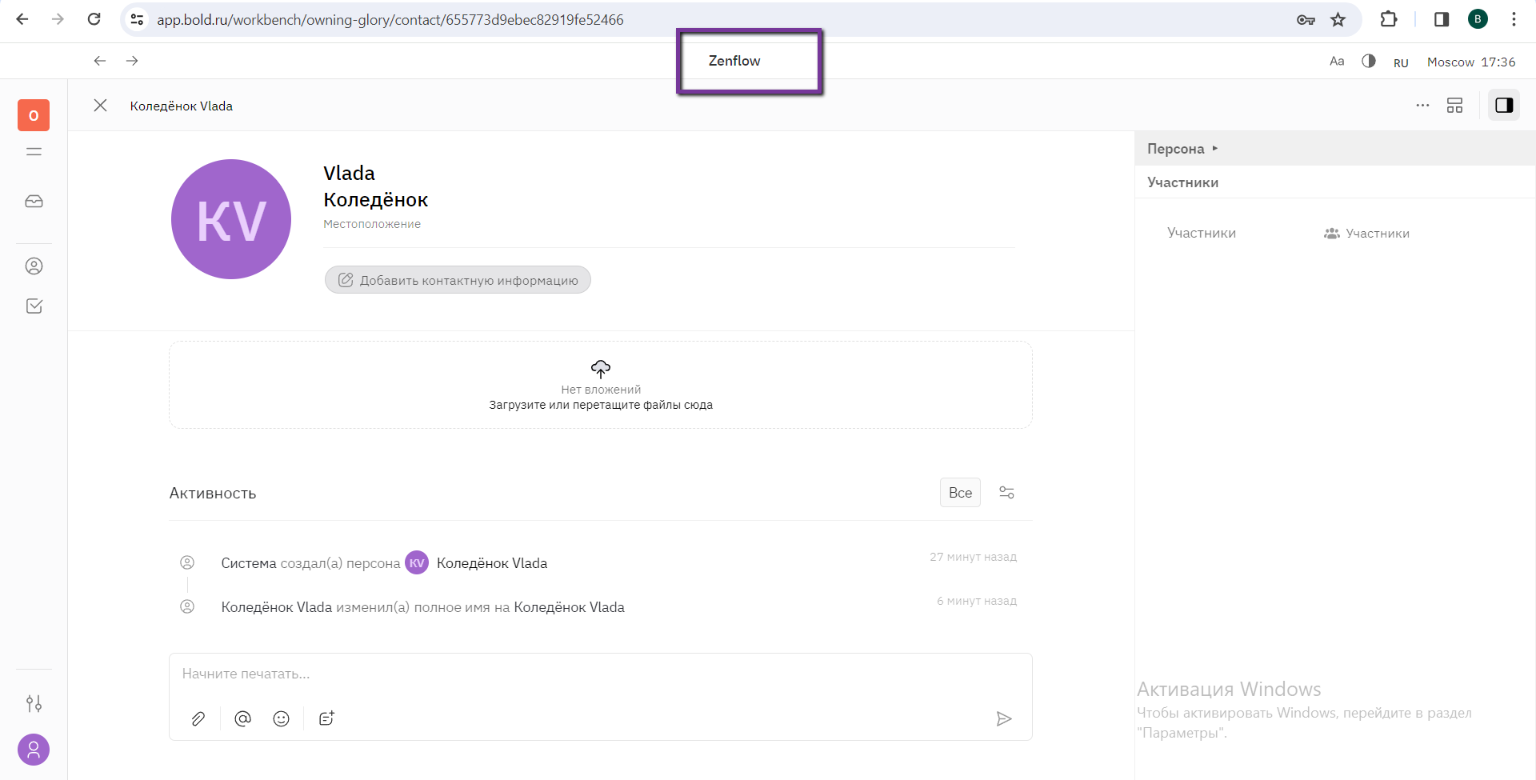 app.bold.ru/workbench/owning-glory/contact/655773d9ebec82919fe52466
B
Zenflow
Aa
RU
Moscow 17:36
O
Коледёнок Vlada
KV
Vlada
Коледёнок
Местоположение
Добавить контактную информацию
Персона
Участники
Участники
Участники
Нет вложений
Загрузите или перетащите файлы сюда
Активность
Все
Система создал(а) персона KV Коледёнок Vlada
27 минут назад
Коледёнок Vlada изменил(а) полное имя на Коледёнок Vlada
6 минут назад
Начните печатать...
Активация Windows
Чтобы активировать Windows, перейдите в раздел
"Параметры".